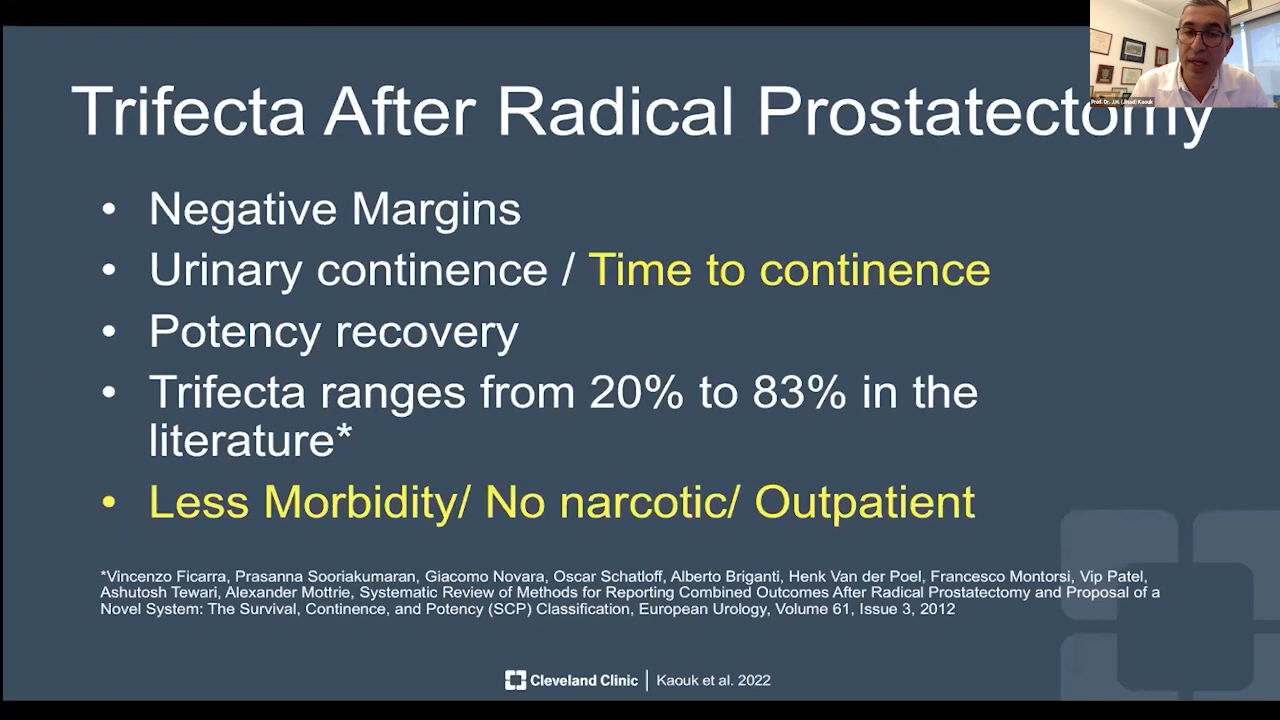 Prof. Dr. J.H. (Jihad) Kaouk
Trifecta After Radical Prostatectomy
• Negative Margins
• Urinary continence / Time to continence
• Potency recovery
• Trifecta ranges from 20% to 83% in the
literature*
• Less Morbidity/ No narcotic/ Outpatient
*Vincenzo Ficarra, Prasanna Sooriakumaran, Giacomo Novara, Oscar Schatloff, Alberto Briganti, Henk Van der Poel, Francesco Montorsi, Vip Patel,
Ashutosh Tewari, Alexander Mottrie, Systematic Review of Methods for Reporting Combined Outcomes After Radical Prostatectomy and Proposal of a
Novel System: The Survival, Continence, and Potency (SCP) Classification, European Urology, Volume 61, Issue 3, 2012
Cleveland Clinic | Kaouk et al. 2022